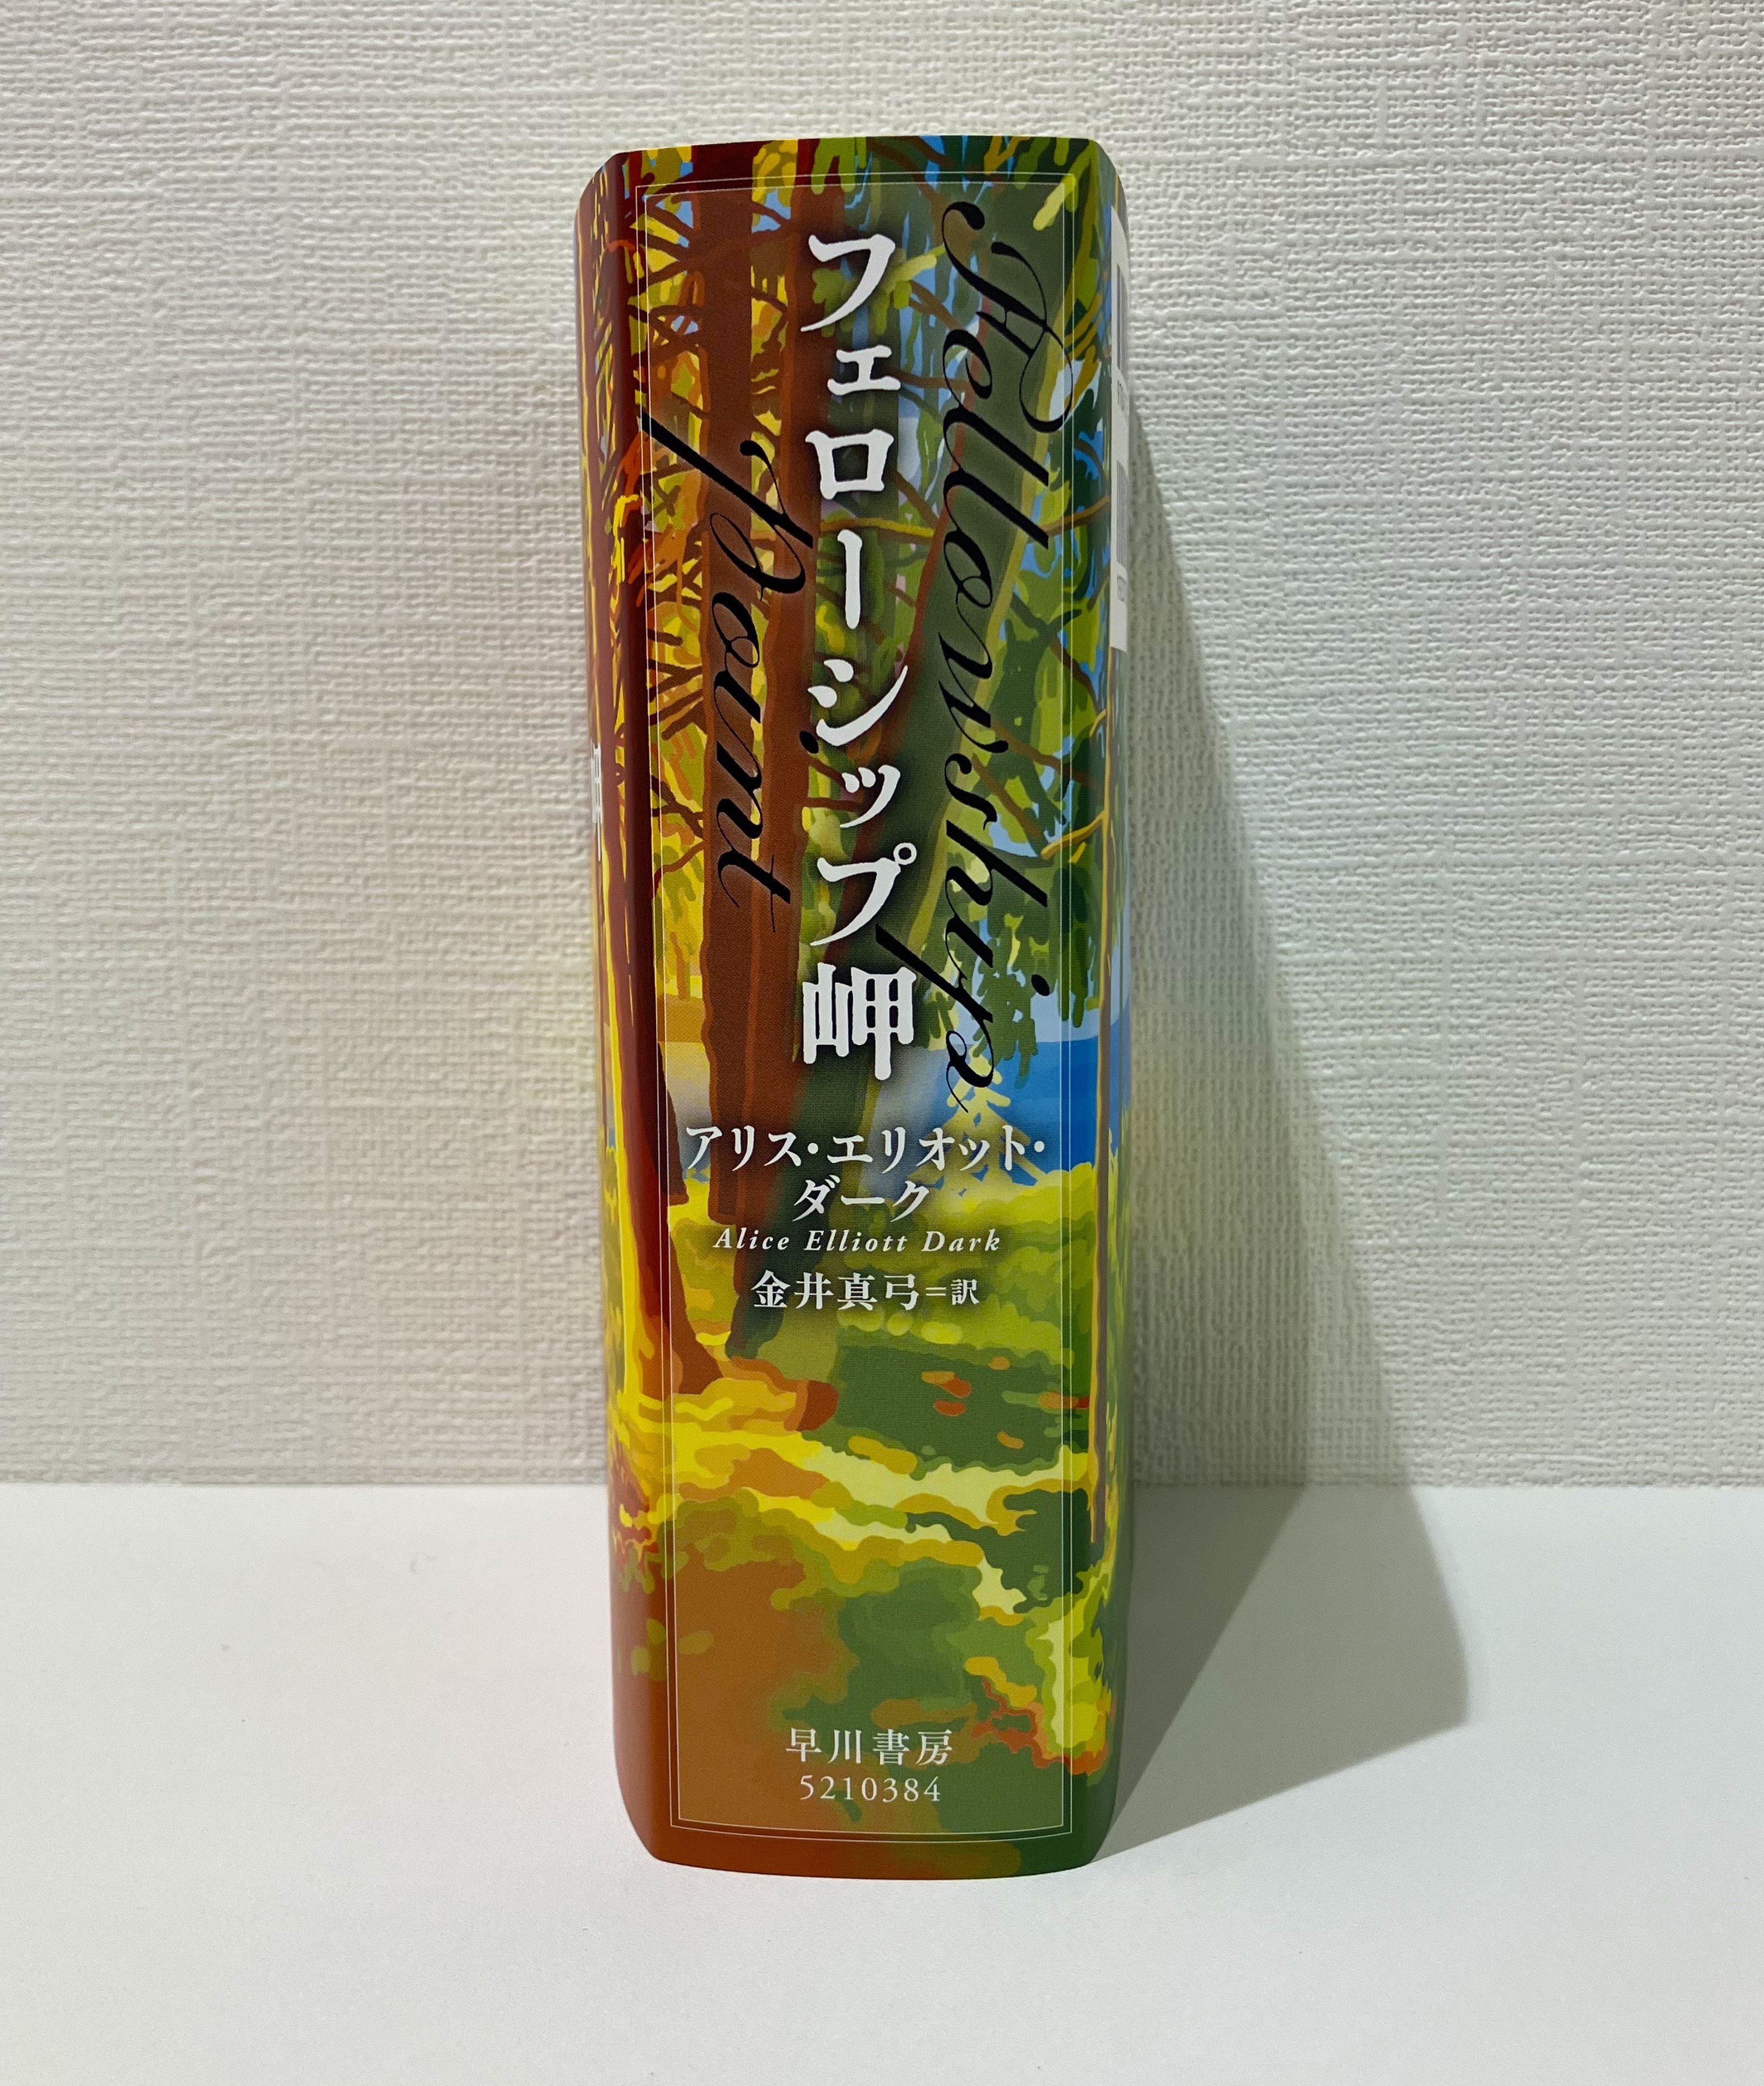 フェローシップ岬
Fellowship
Point
アリス・エリオット・
ダーク
Alice Elliott Dark
金井真弓=訳
早川書房
5210384